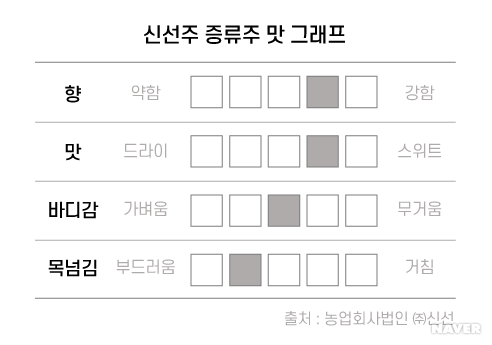 신선주 증류주 맛 그래프
향 약함 강함
맛 드라이 스위트
바디감 가벼움 무거움
목넘김 부드러움 거침
출처 : 농업회사법인 ㈜신선
NAVER